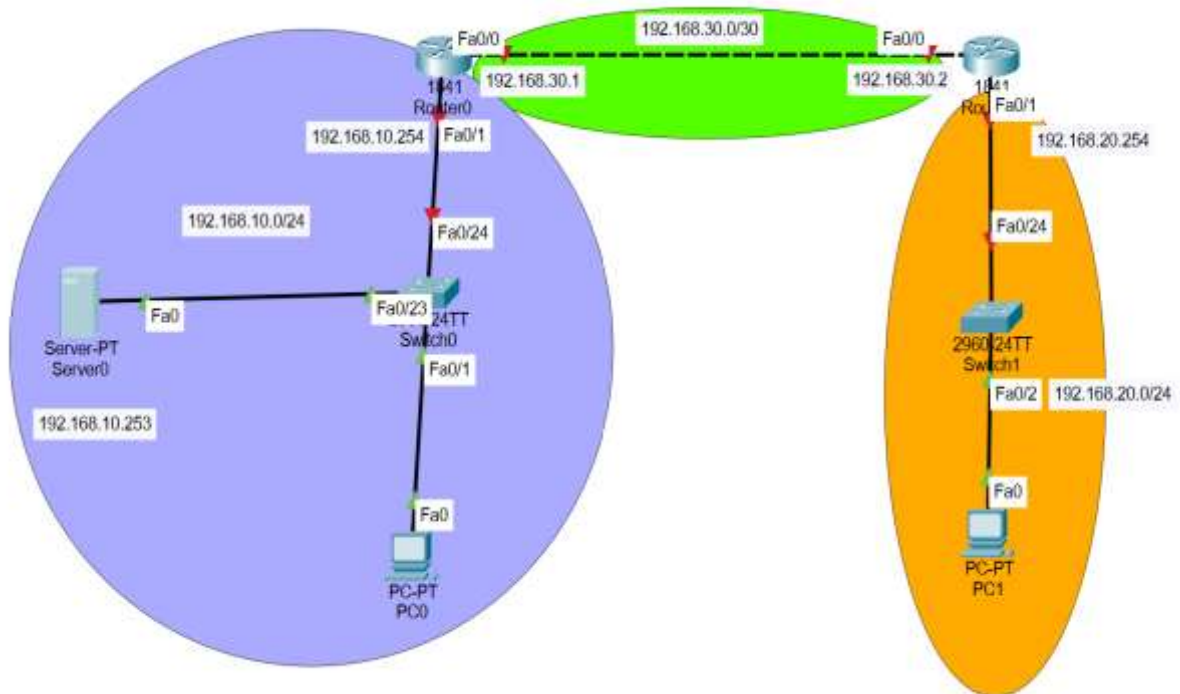 192.168.30.0/30
Fa0/0
Fa0/0
192.168.30.1
192.168.30.2
1841
Router0
1841
Fa0/1
192.168.10.254
Fa0/1
192.168.20.254
192.168.10.0/24
Fa0/24
Fa0/24
Fa0
Fa0/23
24TT
Switch0
Server-PT
Server0
2960-24TT
Switch1
Fa0/1
Fa0/2
192.168.20.0/24
192.168.10.253
Fa0
Fa0
PC-PT
PC0
PC-PT
PC1